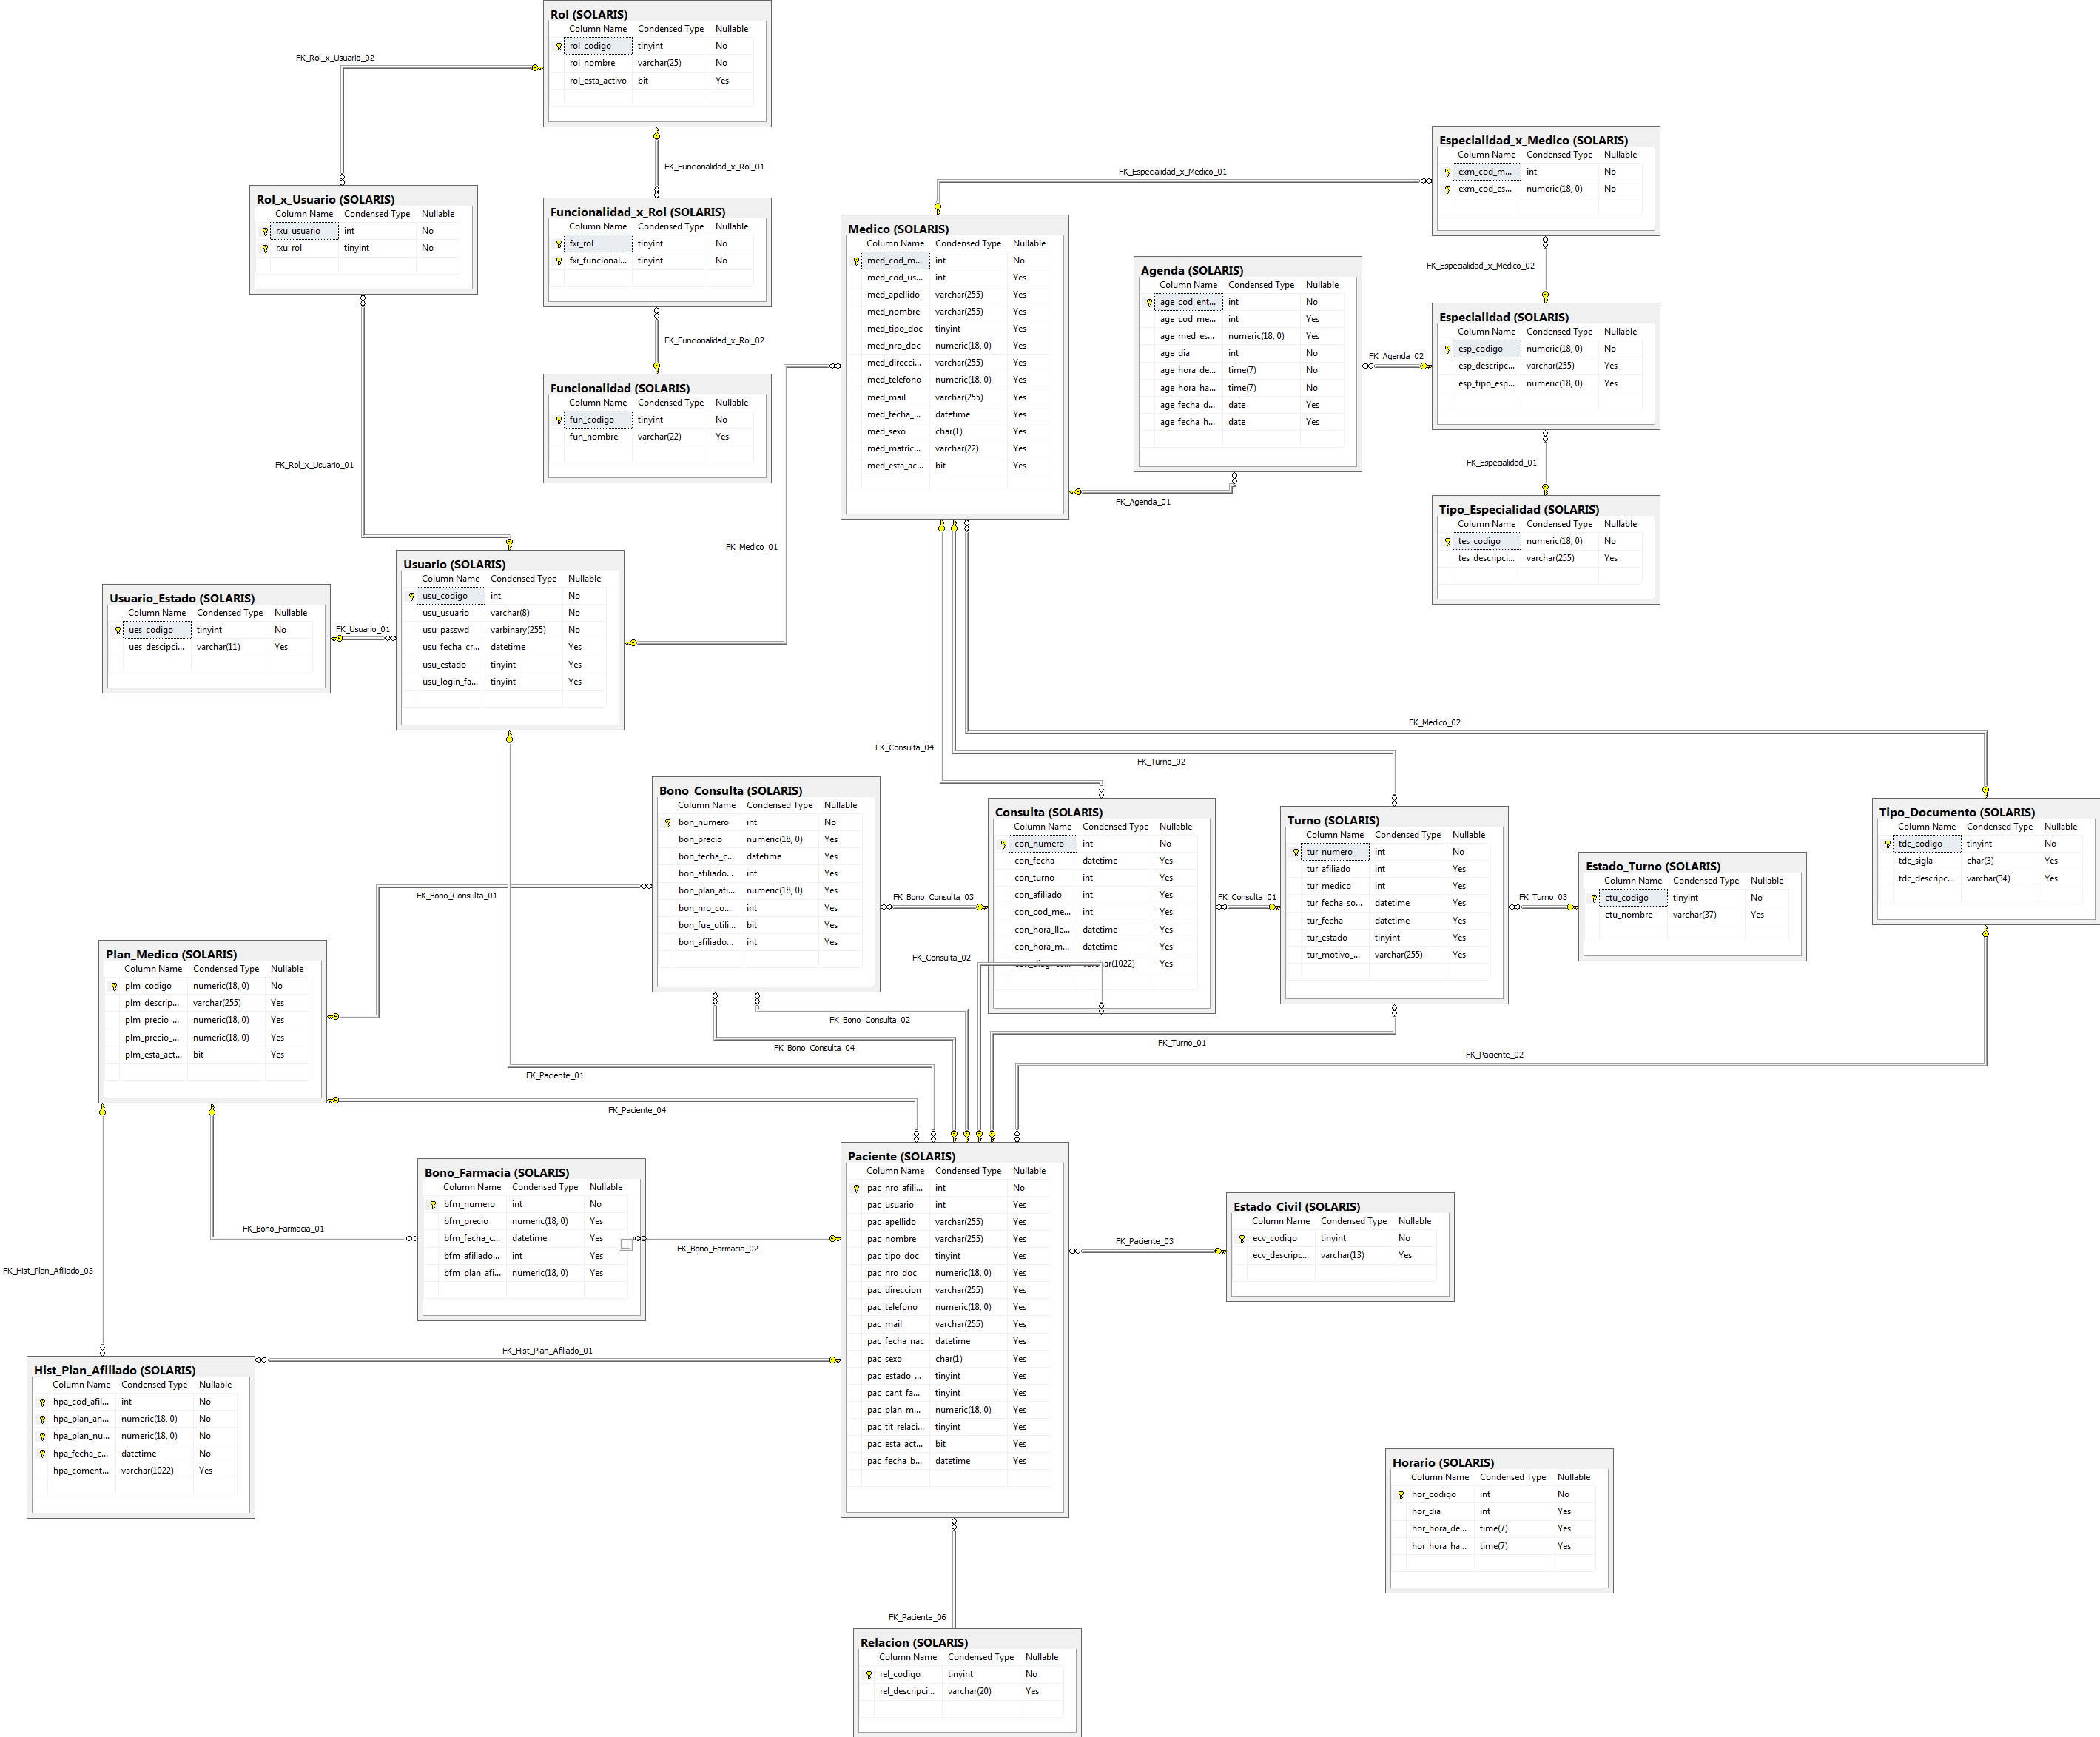 Rol (SOLARIS)
Column Name Condensed Type Nullable
rol_codigo tinyint No
rol_nombre varchar(25) No
rol_esta_activo bit Yes
FK_Rol_x_Usuario_02
FK_Funcionalidad_x_Rol_01
Especialidad_x_Medico (SOLARIS)
Column Name Condensed Type Nullable
exm_cod_m... int No
exm_cod_es... numeric(18, 0) No
FK_Especialidad_x_Medico_01
Rol_x_Usuario (SOLARIS)
Column Name Condensed Type Nullable
rxu_usuario int No
rxu_rol tinyint No
Funcionalidad_x_Rol (SOLARIS)
Column Name Condensed Type Nullable
fxr_rol tinyint No
fxr_funcional... tinyint No
Medico (SOLARIS)
Column Name Condensed Type Nullable
med_cod_m... int No
med_cod_us... int Yes
med_apellido varchar(255) Yes
med_nombre varchar(255) Yes
med_tipo_doc tinyint Yes
med_nro_doc numeric(18, 0) Yes
med_direcci... varchar(255) Yes
med_telefono numeric(18, 0) Yes
med_mail varchar(255) Yes
med_fecha_... datetime Yes
med_sexo char(1) Yes
med_matric... varchar(22) Yes
med_esta_ac... bit Yes
Agenda (SOLARIS)
Column Name Condensed Type Nullable
age_cod_ent... int No
age_cod_me... int Yes
age_med_es... numeric(18, 0) Yes
age_dia int No
age_hora_de... time(7) No
age_hora_ha... time(7) No
age_fecha_d... date Yes
age_fecha_h... date Yes
FK_Especialidad_x_Medico_02
Especialidad (SOLARIS)
Column Name Condensed Type Nullable
esp_codigo numeric(18, 0) No
esp_descripc... varchar(255) Yes
esp_tipo_esp... numeric(18, 0) Yes
FK_Agenda_02
FK_Funcionalidad_x_Rol_02
Funcionalidad (SOLARIS)
Column Name Condensed Type Nullable
fun_codigo tinyint No
fun_nombre varchar(22) Yes
FK_Rol_x_Usuario_01
FK_Especialidad_01
FK_Agenda_01
Tipo_Especialidad (SOLARIS)
Column Name Condensed Type Nullable
tes_codigo numeric(18, 0) No
tes_descripci... varchar(255) Yes
FK_Medico_01
Usuario (SOLARIS)
Column Name Condensed Type Nullable
usu_codigo int No
usu_usuario varchar(8) No
usu_passwd varbinary(255) No
usu_fecha_cr... datetime Yes
usu_estado tinyint Yes
usu_login_fa... tinyint Yes
Usuario_Estado (SOLARIS)
Column Name Condensed Type Nullable
ues_codigo tinyint No
ues_descipci... varchar(11) Yes
FK_Usuario_01
FK_Medico_02
FK_Consulta_04
FK_Turno_02
Bono_Consulta (SOLARIS)
Column Name Condensed Type Nullable
bon_numero int No
bon_precio numeric(18, 0) Yes
bon_fecha_c... datetime Yes
bon_afiliado... int Yes
bon_plan_afi... numeric(18, 0) Yes
bon_nro_co... int Yes
bon_fue_utili... bit Yes
bon_afiliado... int Yes
Consulta (SOLARIS)
Column Name Condensed Type Nullable
con_numero int No
con_fecha datetime Yes
con_turno int Yes
con_afiliado int Yes
con_cod_me... int Yes
con_hora_lle... datetime Yes
con_hora_m... datetime Yes
con_diagnos... varchar(1022) Yes
Turno (SOLARIS)
Column Name Condensed Type Nullable
tur_numero int No
tur_afiliado int Yes
tur_medico int Yes
tur_fecha_so... datetime Yes
tur_fecha datetime Yes
tur_estado tinyint Yes
tur_motivo_... varchar(255) Yes
Tipo_Documento (SOLARIS)
Column Name Condensed Type Nullable
tdc_codigo tinyint No
tdc_sigla char(3) Yes
tdc_descripc... varchar(34) Yes
Estado_Turno (SOLARIS)
Column Name Condensed Type Nullable
etu_codigo tinyint No
etu_nombre varchar(37) Yes
FK_Bono_Consulta_01
FK_Bono_Consulta_03
FK_Consulta_01
FK_Turno_03
FK_Consulta_02
Plan_Medico (SOLARIS)
Column Name Condensed Type Nullable
plm_codigo numeric(18, 0) No
plm_descrip... varchar(255) Yes
plm_precio_... numeric(18, 0) Yes
plm_precio_... numeric(18, 0) Yes
plm_esta_act... bit Yes
FK_Bono_Consulta_02
FK_Bono_Consulta_04
FK_Turno_01
FK_Paciente_02
FK_Paciente_01
FK_Paciente_04
Paciente (SOLARIS)
Column Name Condensed Type Nullable
pac_nro_afili... int No
pac_usuario int Yes
pac_apellido varchar(255) Yes
pac_nombre varchar(255) Yes
pac_tipo_doc tinyint Yes
pac_nro_doc numeric(18, 0) Yes
pac_direccion varchar(255) Yes
pac_telefono numeric(18, 0) Yes
pac_mail varchar(255) Yes
pac_fecha_nac datetime Yes
pac_sexo char(1) Yes
pac_estado_... tinyint Yes
pac_cant_fa... tinyint Yes
pac_plan_m... numeric(18, 0) Yes
pac_tit_relaci... tinyint Yes
pac_esta_act... bit Yes
pac_fecha_b... datetime Yes
Bono_Farmacia (SOLARIS)
Column Name Condensed Type Nullable
bfm_numero int No
bfm_precio numeric(18, 0) Yes
bfm_fecha_c... datetime Yes
bfm_afiliado... int Yes
bfm_plan_afi... numeric(18, 0) Yes
Estado_Civil (SOLARIS)
Column Name Condensed Type Nullable
ecv_codigo tinyint No
ecv_descripc... varchar(13) Yes
FK_Bono_Farmacia_01
FK_Bono_Farmacia_02
FK_Paciente_03
FK_Hist_Plan_Afiliado_03
FK_Hist_Plan_Afiliado_01
Hist_Plan_Afiliado (SOLARIS)
Column Name Condensed Type Nullable
hpa_cod_afil... int No
hpa_plan_an... numeric(18, 0) No
hpa_plan_nu... numeric(18, 0) No
hpa_fecha_c... datetime No
hpa_coment... varchar(1022) Yes
Horario (SOLARIS)
Column Name Condensed Type Nullable
hor_codigo int No
hor_dia int Yes
hor_hora_de... time(7) Yes
hor_hora_ha... time(7) Yes
FK_Paciente_06
Relacion (SOLARIS)
Column Name Condensed Type Nullable
rel_codigo tinyint No
rel_descripci... varchar(20) Yes